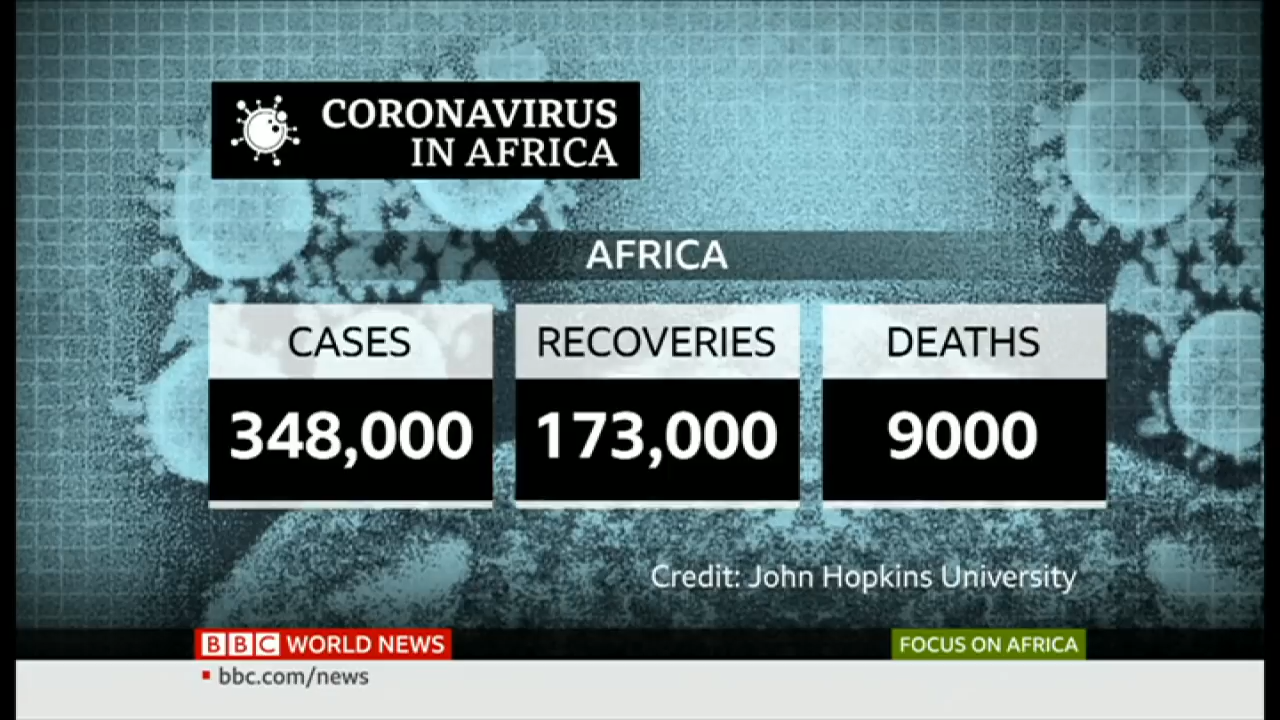 CORONAVIRUS
IN AFRICA
AFRICA
CASES
RECOVERIES
DEATHS
348,000
173,000
9000
Credit: John Hopkins University
BBC WORLD NEWS
FOCUS ON AFRICA
bbc.com/news